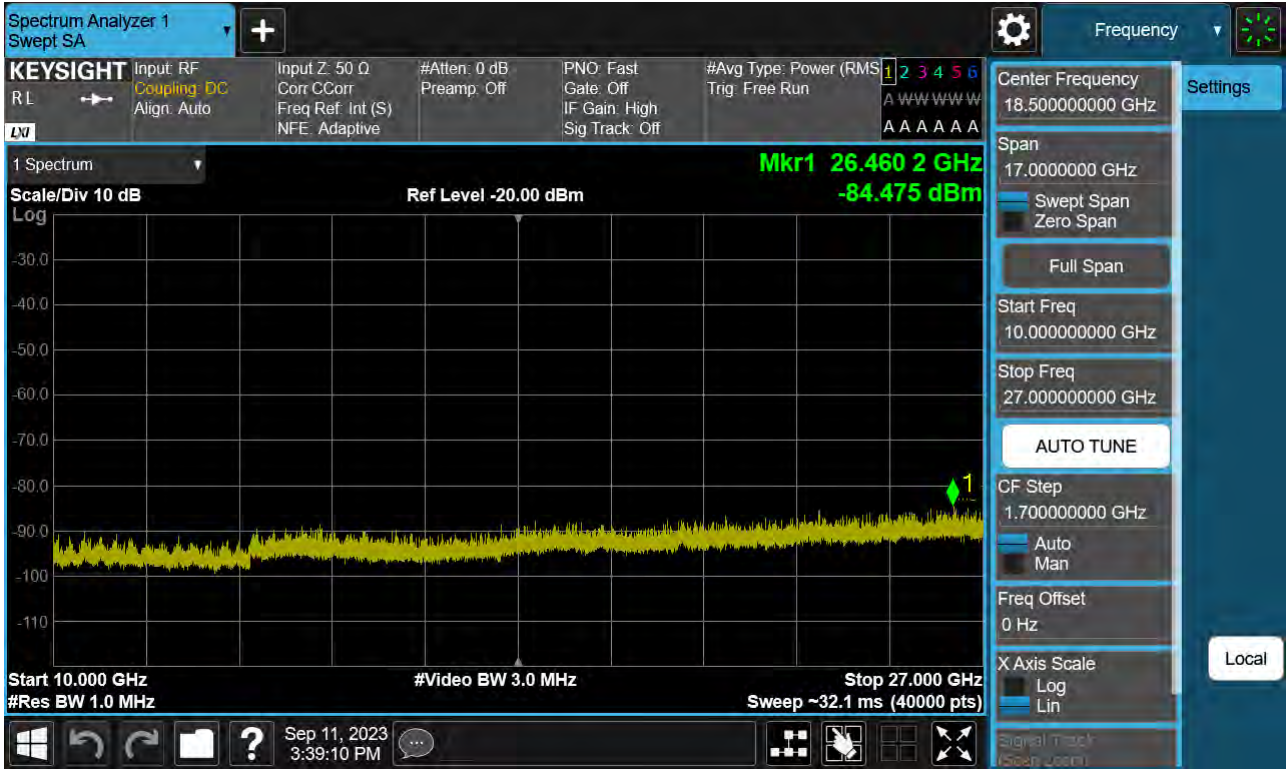 Spectrum Analyzer 1
Swept SA
+
Frequency
KEYSIGHT
R L
LXI
Input: RF
Coupling: DC
Align: Auto
Input Z: 50 Ω
Corr CCorr
Freq Ref: Int (S)
NFE: Adaptive
#Atten: 0 dB
Preamp: Off
PNO: Fast
Gate: Off
IF Gain: High
Sig Track: Off
#Avg Type: Power (RMS
Trig: Free Run
1 2 3 4 5 6
A W W W W W
A A A A A A
1 Spectrum
Mkr1 26.460 2 GHz
Scale/Div 10 dB
Ref Level -20.00 dBm
-84.475 dBm
Log
-30.0
-40.0
-50.0
-60.0
-70.0
-80.0
-90.0
-100
-110
1
Start 10.000 GHz
#Video BW 3.0 MHz
Stop 27.000 GHz
#Res BW 1.0 MHz
Sweep ~32.1 ms (40000 pts)
Center Frequency
18.500000000 GHz
Span
17.0000000 GHz
Swept Span
Zero Span
Full Span
Start Freq
10.000000000 GHz
Stop Freq
27.000000000 GHz
AUTO TUNE
CF Step
1.700000000 GHz
Auto
Man
Freq Offset
0 Hz
X Axis Scale
Log
Lin
Signal Track
(Span Zoom)
Settings
Local
?
Sep 11, 2023
3:39:10 PM